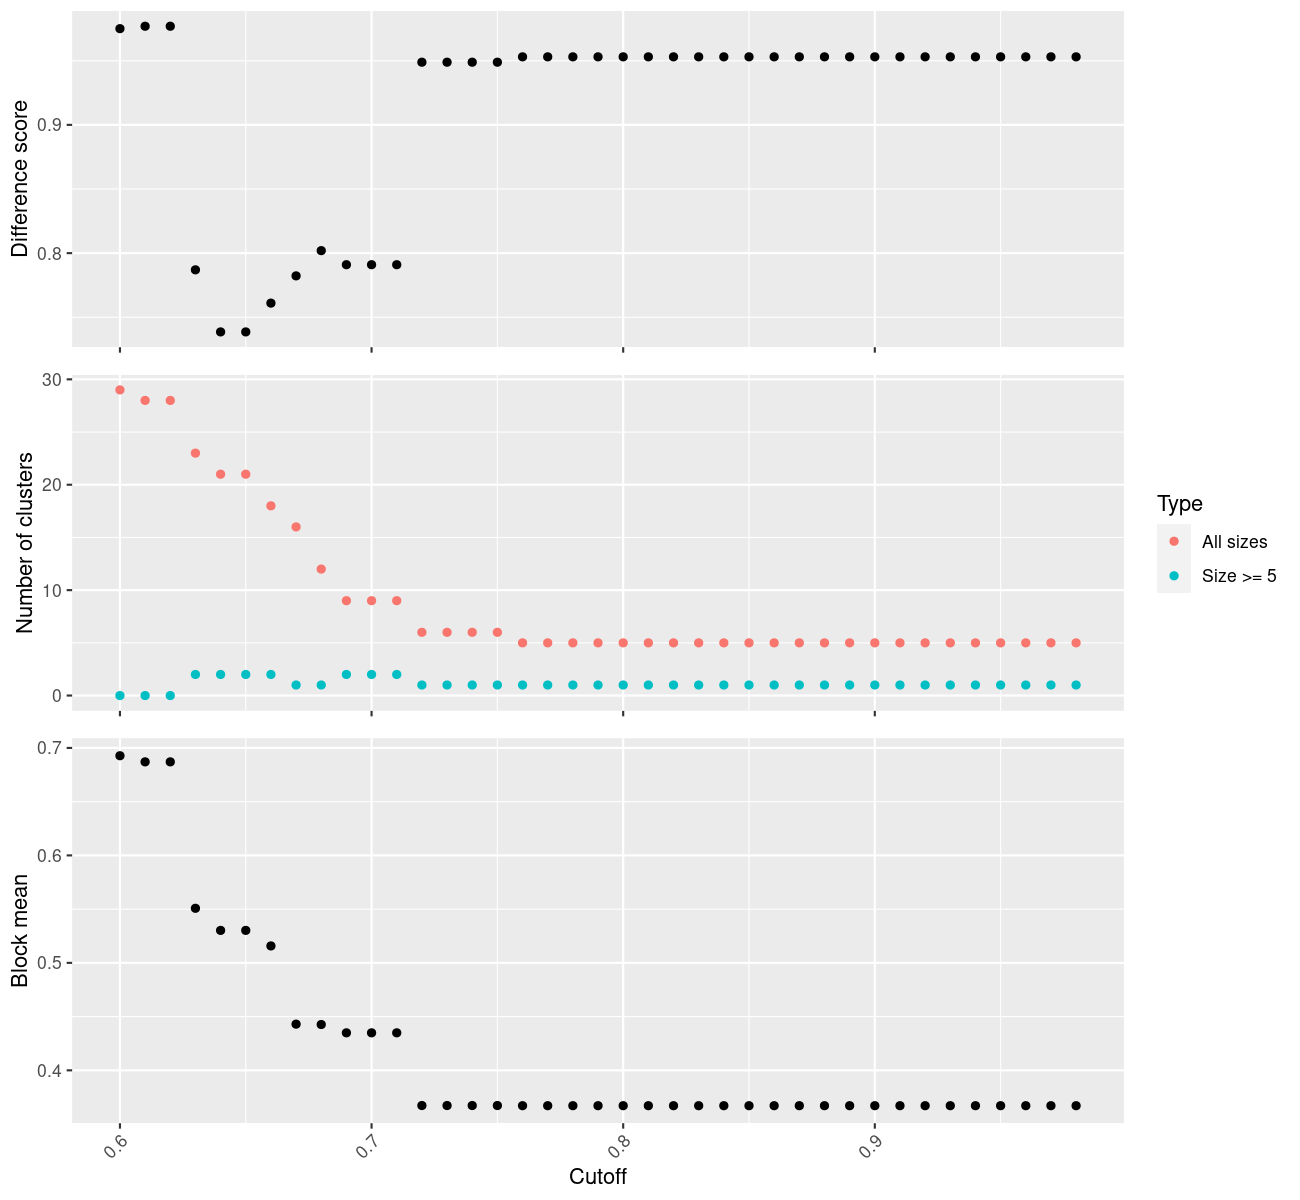 Difference score
0.9
0.8
Number of clusters
30
20
10
0
Type
All sizes
Size >= 5
Block mean
0.7
0.6
0.5
0.4
0.6
0.7
0.8
0.9
Cutoff